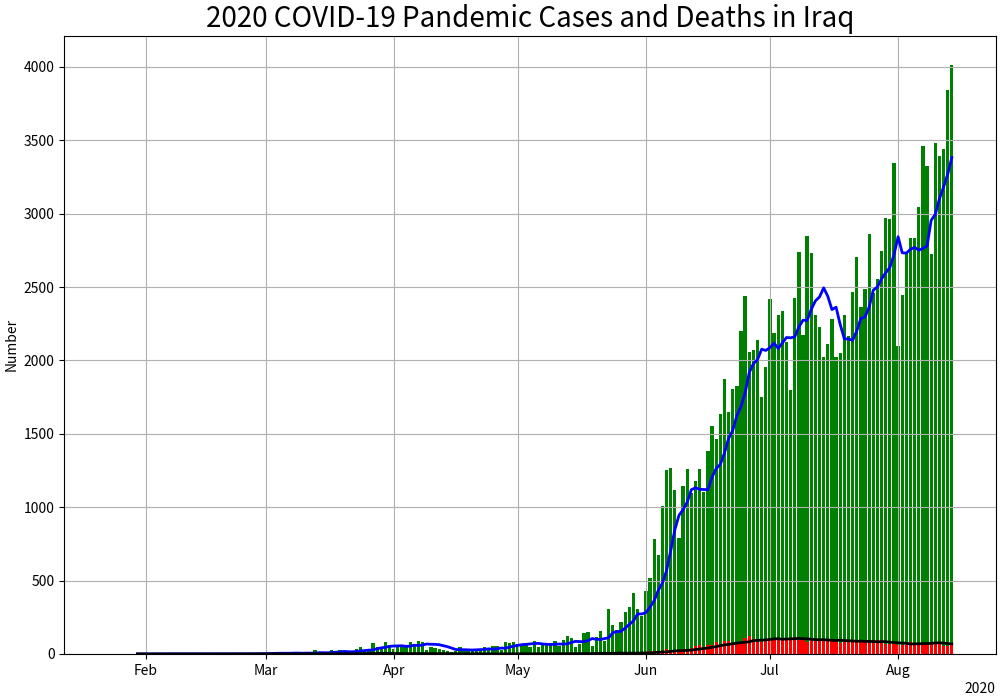 2020 COVID-19 Pandemic Cases and Deaths in Iraq
4000
3500
3000
2500
2000
1500
1000
500
0
Number
Feb
Mar
Apr
May
Jun
Jul
Aug
2020